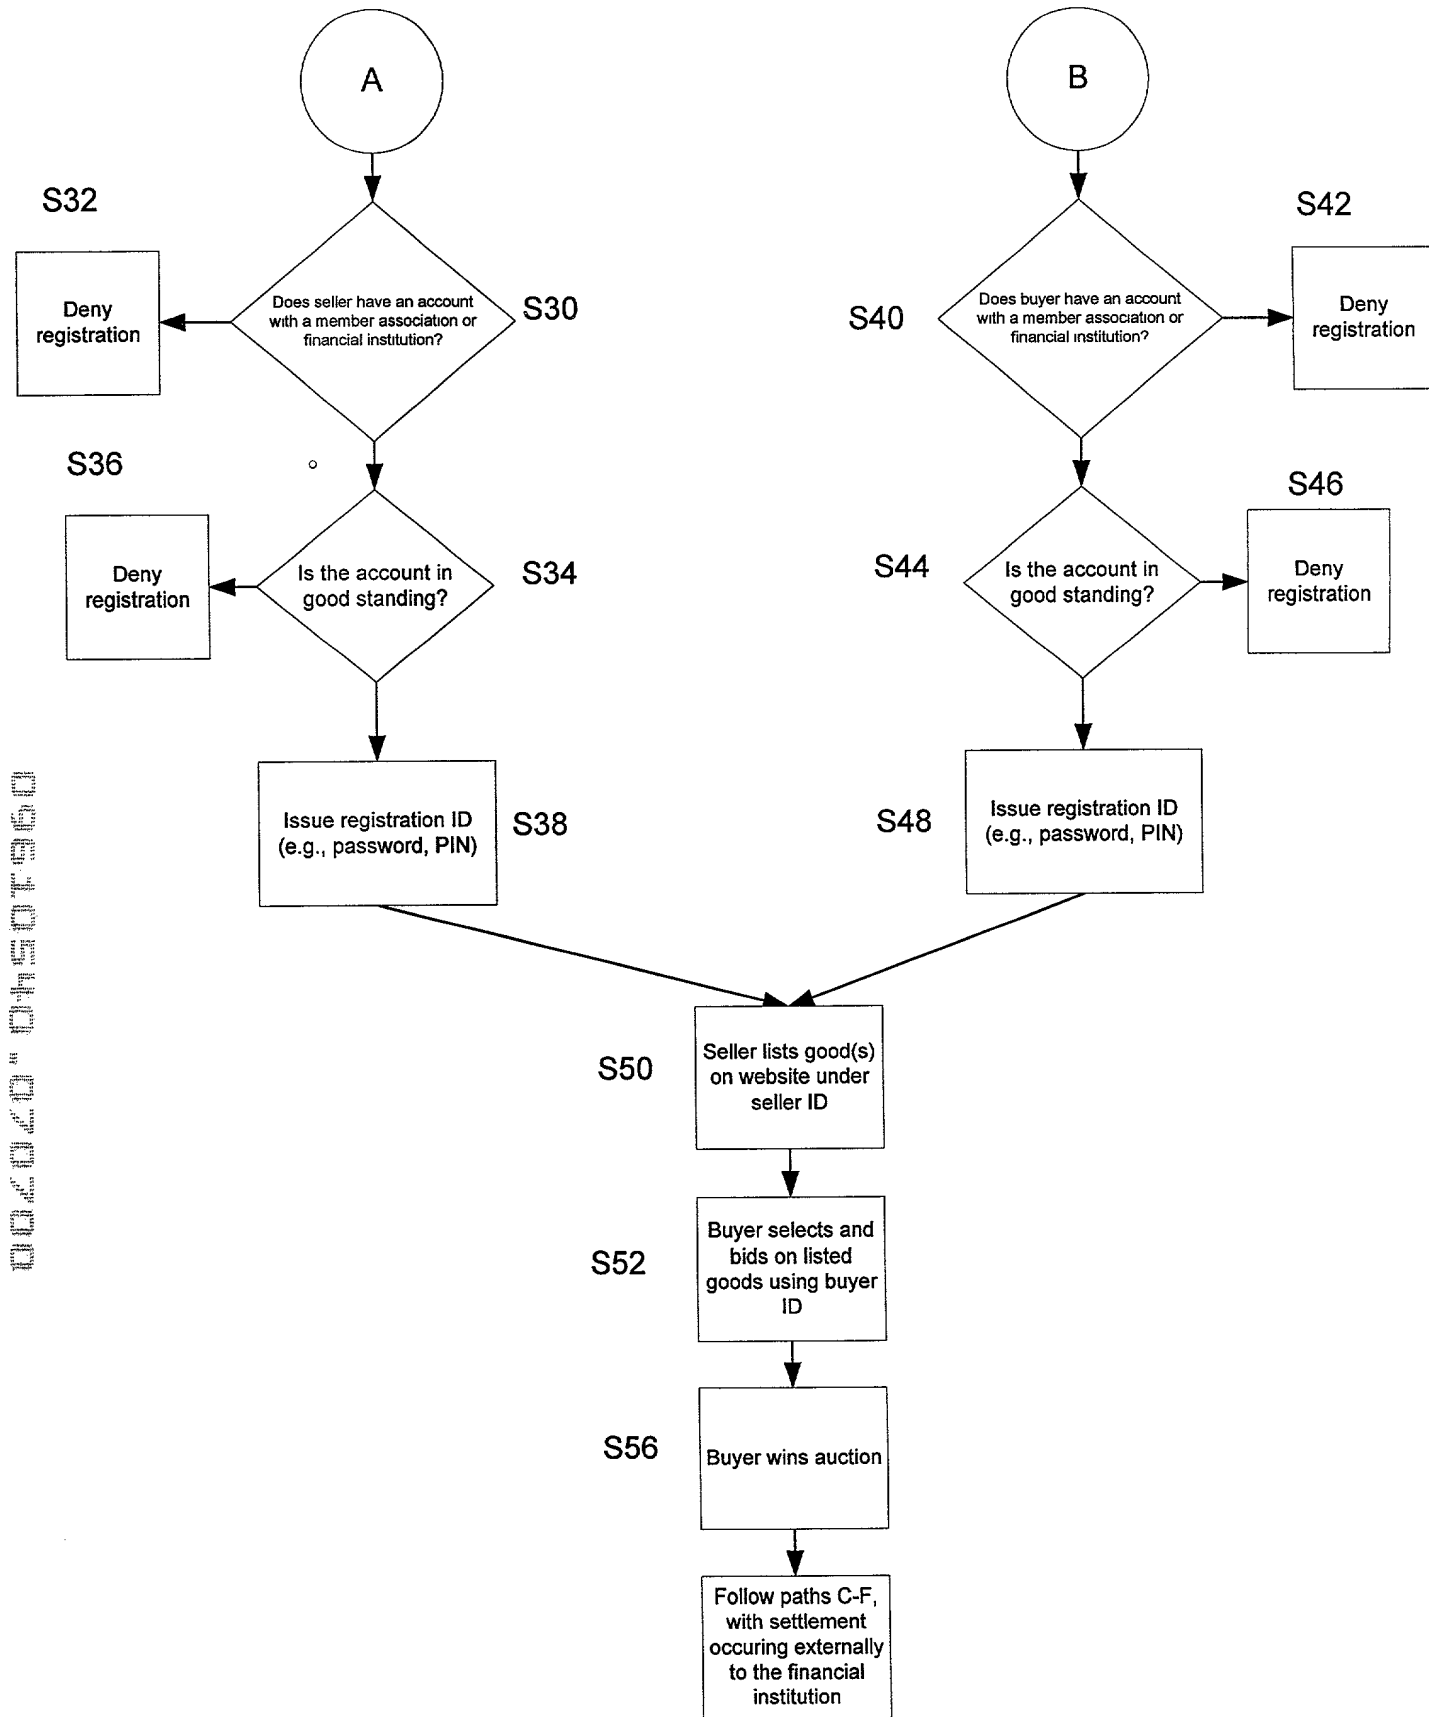 A
B
S32
S42
Deny
registration
Does seller have an account
with a member association or
financial institution?
S30
S40
Does buyer have an account
with a member association or
financial institution?
Deny
registration
S36
S46
Deny
registration
Is the account in
good standing?
S34
S44
Is the account in
good standing?
Deny
registration
Issue registration ID
(e.g., password, PIN)
S38
S48
Issue registration ID
(e.g., password, PIN)
S50
Seller lists good(s)
on website under
seller ID
S52
Buyer selects and
bids on listed
goods using buyer
ID
S56
Buyer wins auction
Follow paths C-F,
with settlement
occuring externally
to the financial
institution